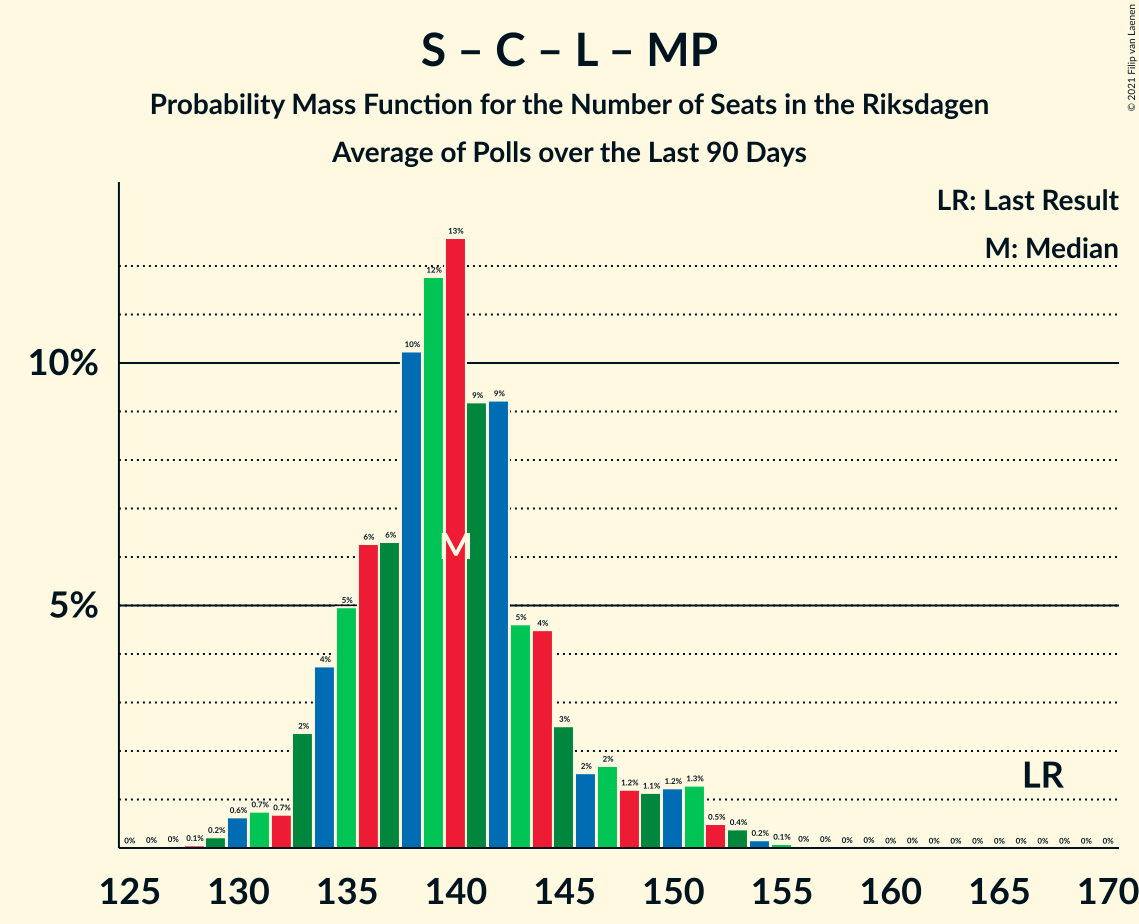 S – C – L – MP
Probability Mass Function for the Number of Seats in the Riksdagen
Average of Polls over the Last 90 Days
© 2021 Filip van Laenen
LR: Last Result
M: Median
10%
5%
0% 0% 0% 0.1% 0.2% 0.6% 0.7% 0.7% 2% 4% 5% 6% 6% 10% 12% 13% 9% 9% 5% 4% 3% 2% 2% 1.2% 1.1% 1.2% 1.3% 0.5% 0.4% 0.2% 0.1% 0% 0% 0% 0% 0% 0% 0% 0% 0% 0% 0% 0% 0% 0% 0%
M
LR
125 130 135 140 145 150 155 160 165 170